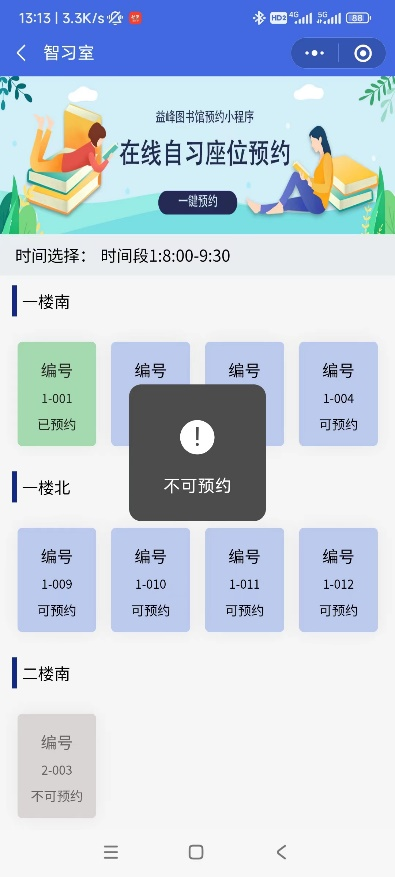 13:13 | 3.3K/s
HD2 4G 5G 88
智习室
益峰图书馆预约小程序
在线自习座位预约
一键预约
时间选择： 时间段1:8:00-9:30
一楼南
编号 编号 编号 编号
1-001 1-004
已预约 可预约
!
不可预约
一楼北
编号 编号 编号 编号
1-009 1-010 1-011 1-012
可预约 可预约 可预约 可预约
二楼南
编号
2-003
不可预约